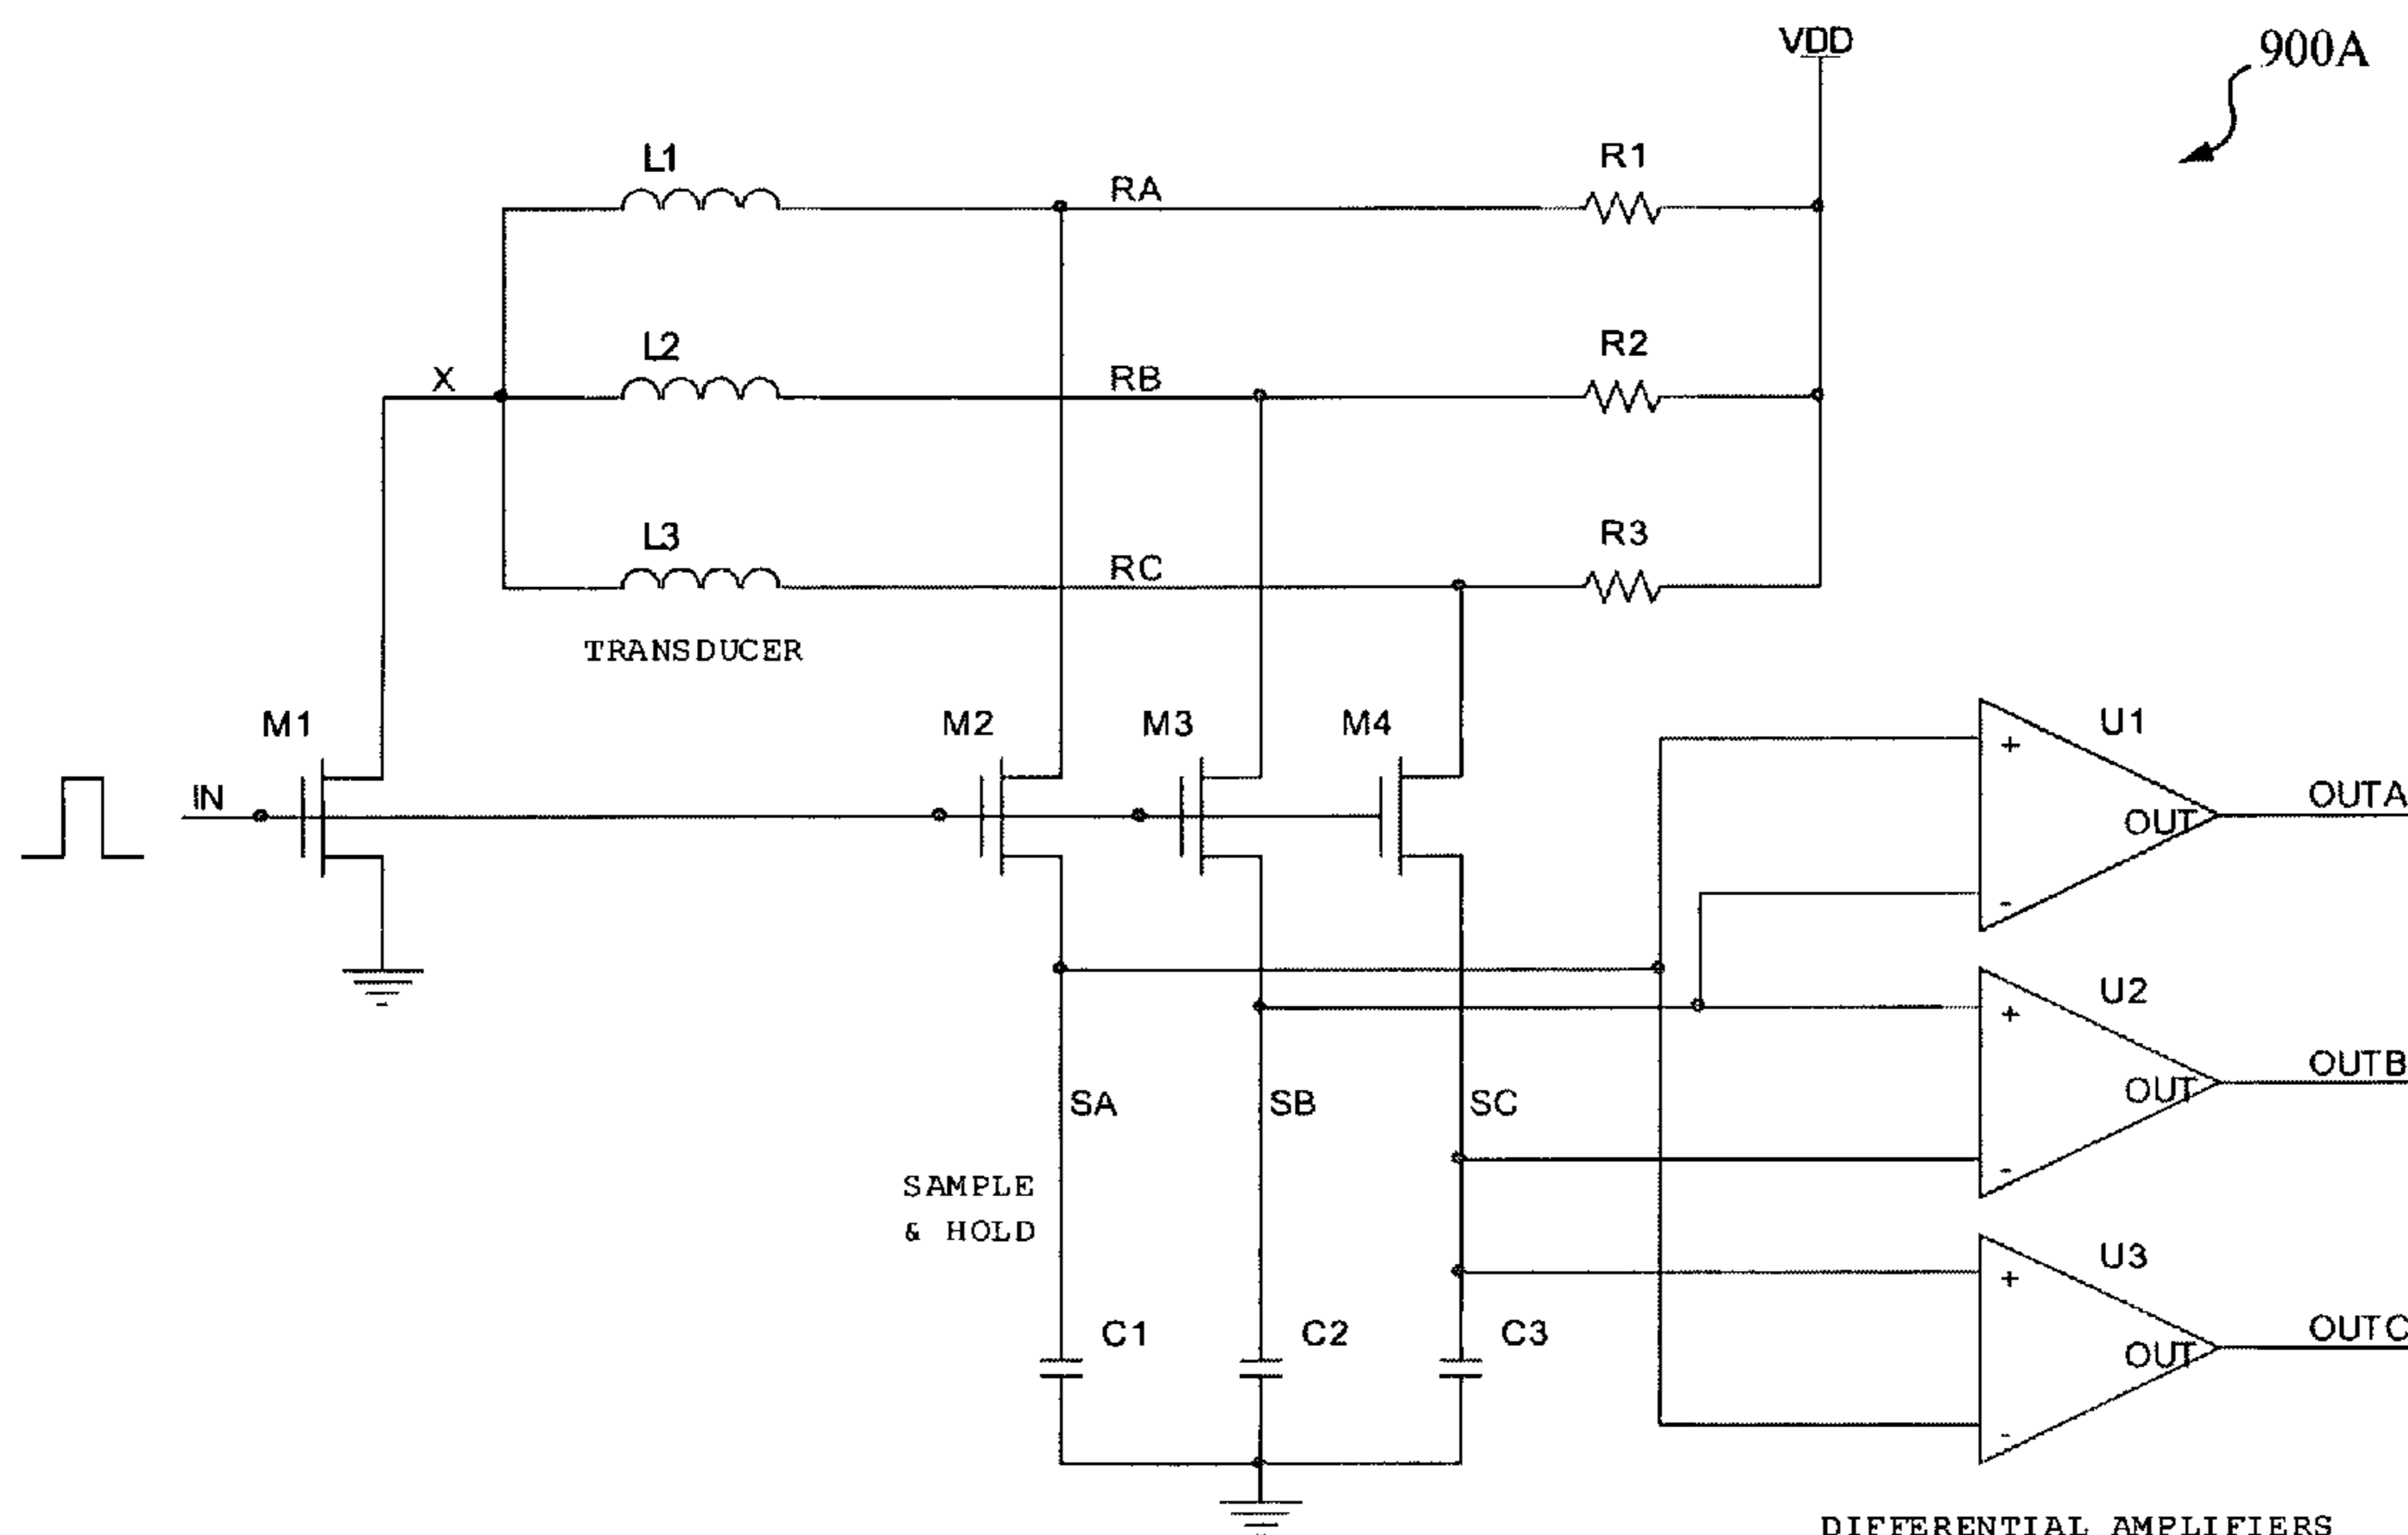 VDD
900A
L1
RA
R1
L2
X
RB
R2
L3
RC
R3
TRANSDUCER
M1
M2
M3
M4
U1
IN
+
OUT
OUTA
-
U2
+
OUT
OUTB
SA
SB
SC
-
SAMPLE
& HOLD
U3
+
C1
C2
C3
OUT
OUTC
-
DIFFERENTIAL AMPLIFIERS